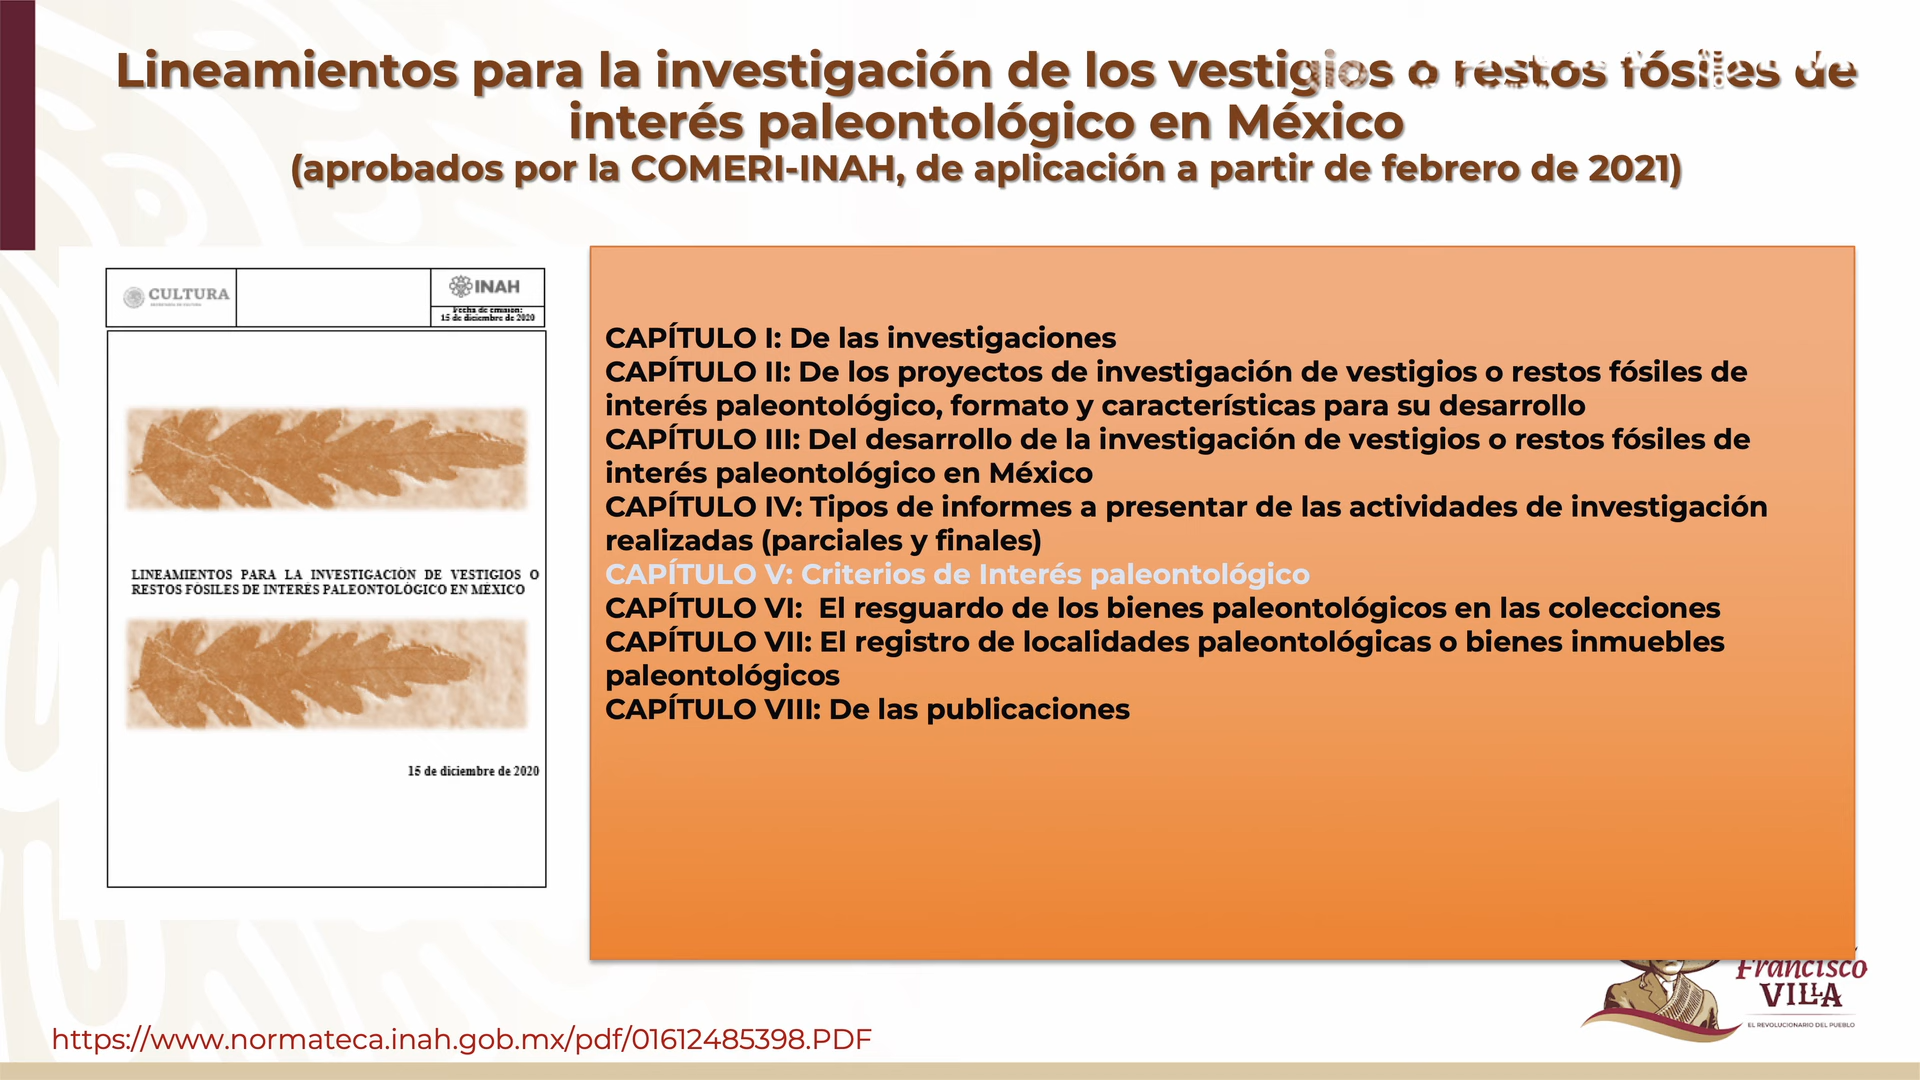 Lineamientos para la investigación de los vestigios o restos fósiles de
interés paleontológico en México
(aprobados por la COMERI-INAH, de aplicación a partir de febrero de 2021)
CULTURA
SECRETARÍA DE CULTURA
INAH
Fecha de emisión:
15 de diciembre de 2020
LINEAMIENTOS PARA LA INVESTIGACIÓN DE VESTIGIOS O
RESTOS FÓSILES DE INTERÉS PALEONTOLÓGICO EN MÉXICO
15 de diciembre de 2020
CAPÍTULO I: De las investigaciones
CAPÍTULO II: De los proyectos de investigación de vestigios o restos fósiles de
interés paleontológico, formato y características para su desarrollo
CAPÍTULO III: Del desarrollo de la investigación de vestigios o restos fósiles de
interés paleontológico en México
CAPÍTULO IV: Tipos de informes a presentar de las actividades de investigación
realizadas (parciales y finales)
CAPÍTULO V: Criterios de Interés paleontológico
CAPÍTULO VI:  El resguardo de los bienes paleontológicos en las colecciones
CAPÍTULO VII: El registro de localidades paleontológicas o bienes inmuebles
paleontológicos
CAPÍTULO VIII: De las publicaciones
Francisco
VILLA
EL REVOLUCIONARIO DEL PUEBLO
https://www.normateca.inah.gob.mx/pdf/01612485398.PDF